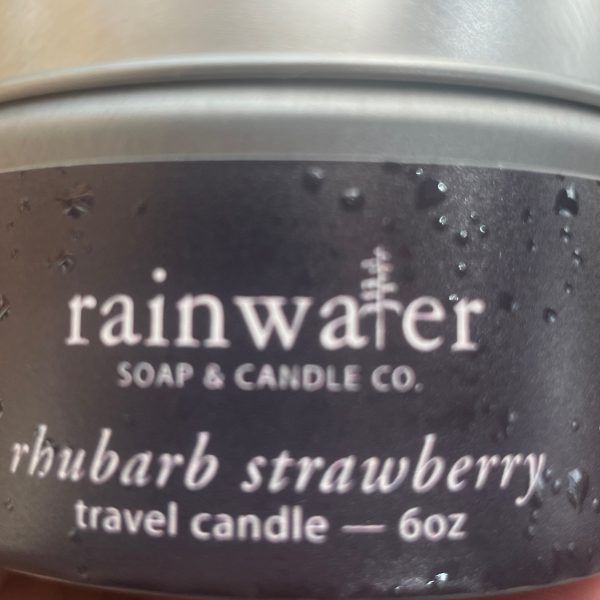 rainwater
SOAP & CANDLE CO.
rhubarb strawberry
travel candle — 6oz